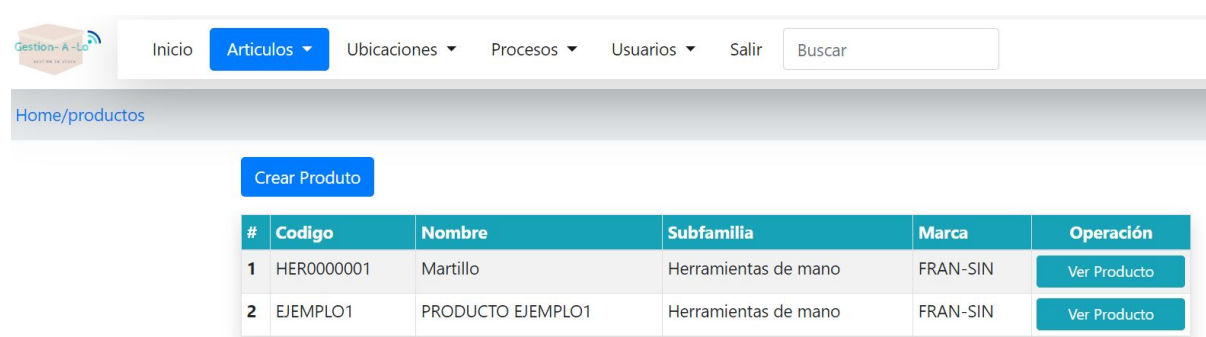 Gestion- A -Lo
Inicio Articulos Ubicaciones Procesos Usuarios Salir Buscar
Home/productos
Crear Produto
# Codigo Nombre Subfamilia Marca Operación
1 HER0000001 Martillo Herramientas de mano FRAN-SIN Ver Producto
2 EJEMPLO1 PRODUCTO EJEMPLO1 Herramientas de mano FRAN-SIN Ver Producto